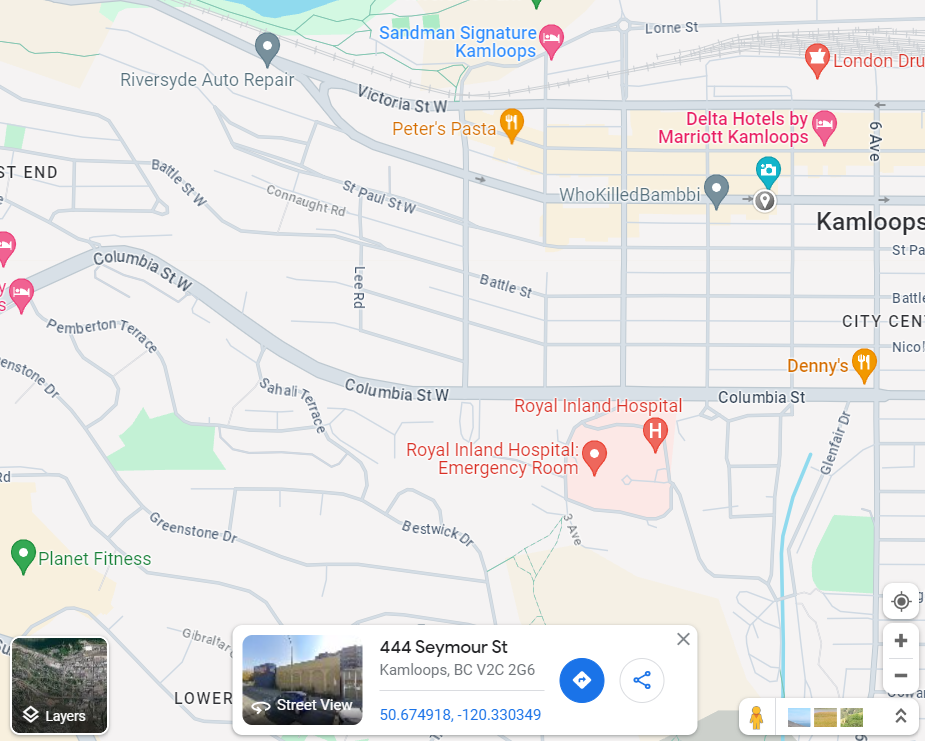 Sandman Signature
Kamloops
Lorne St
London Dru
Riversyde Auto Repair
Victoria St W
Peter's Pasta
Delta Hotels by
Marriott Kamloops
6 Ave
ST END
Battle St W
Connaught Rd
St Paul St W
WhoKilledBambbi
Kamloops
St Pa
Columbia St W
Lee Rd
Battle St
Battle
CITY CEN
Nicol
y
s
Pemberton Terrace
Denny's
enstone Dr
Sahali Terrace
Columbia St W
Columbia St
Royal Inland Hospital
H
Royal Inland Hospital:
Emergency Room
Glenfair Dr
Rd
Greenstone Dr
Bestwick Dr
3 Ave
Planet Fitness
Gibralta
LOWER
Layers
Street View
444 Seymour St
Kamloops, BC V2C 2G6
50.674918, -120.330349